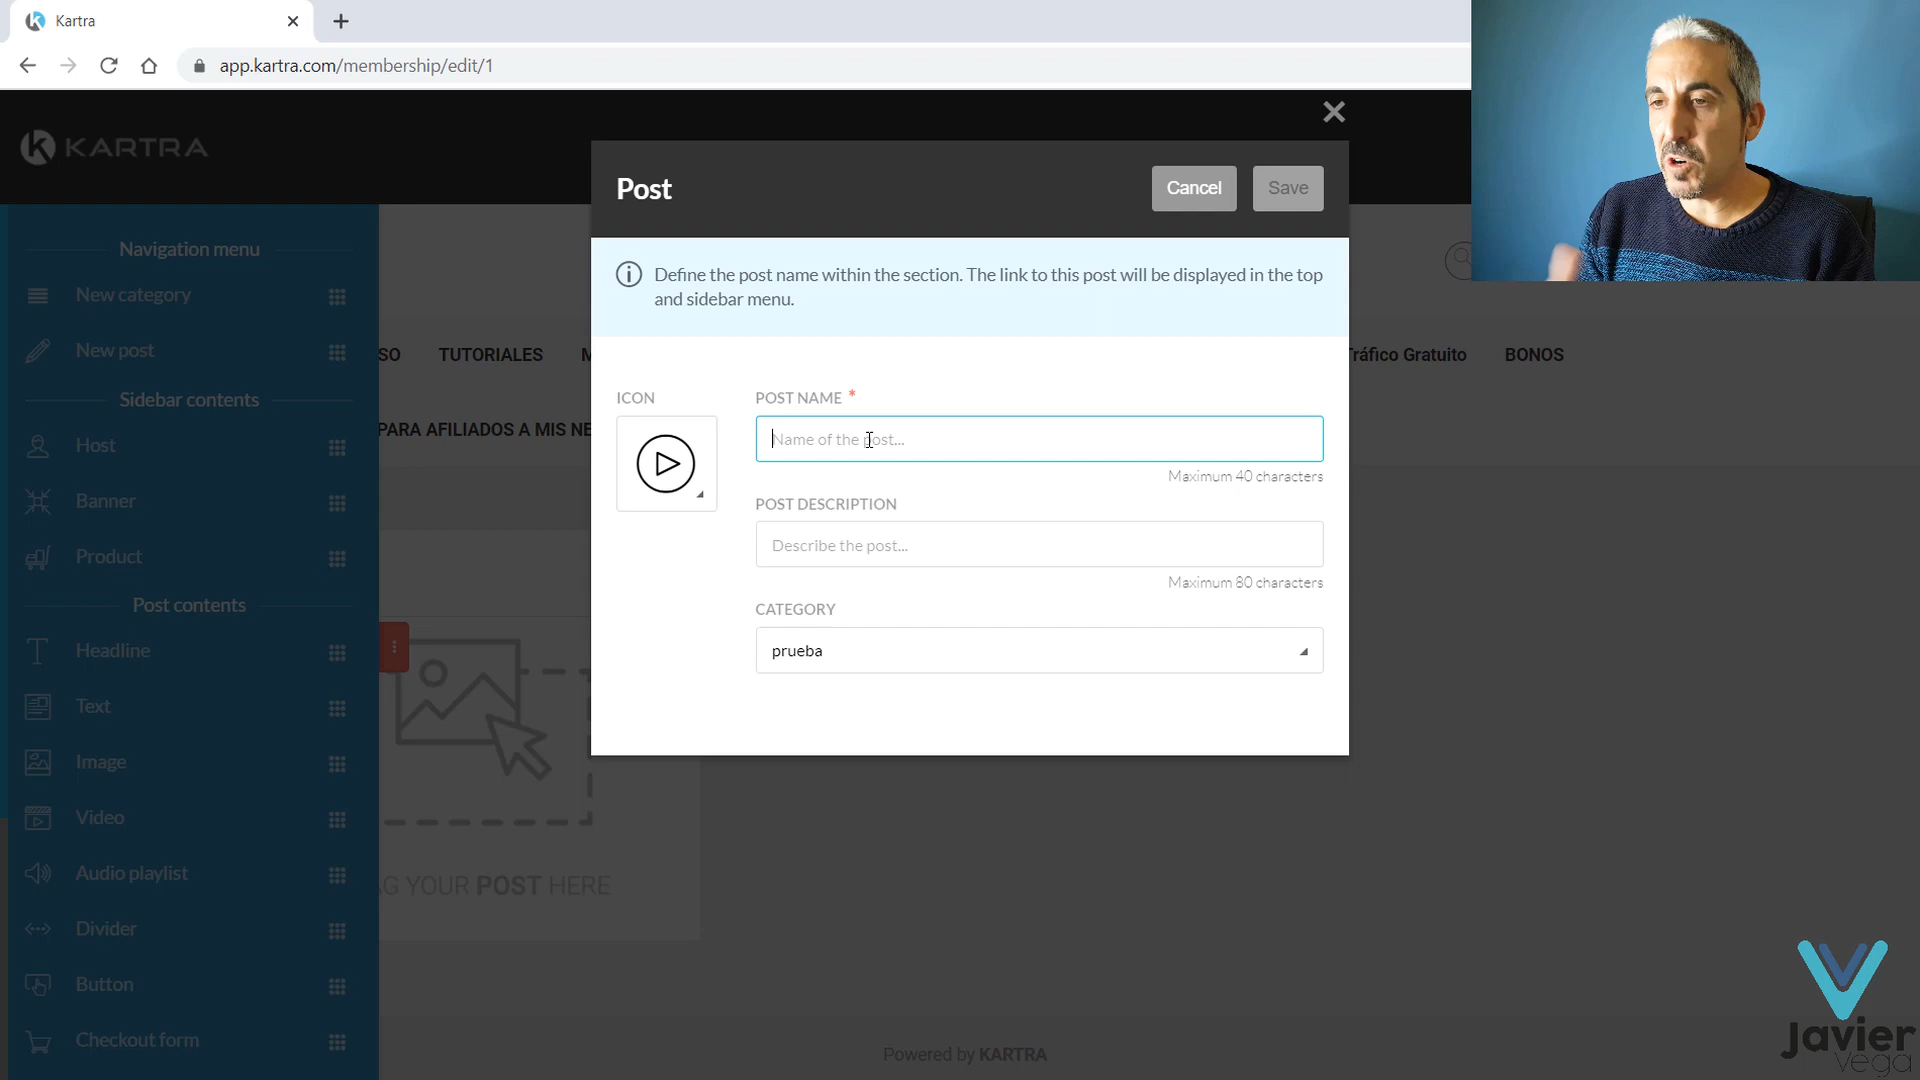 Kartra
app.kartra.com/membership/edit/1
KARTRA
Post
Cancel
Save
Define the post name within the section. The link to this post will be displayed in the top
and sidebar menu.
ICON
POST NAME *
Name of the post...
Maximum 40 characters
POST DESCRIPTION
Describe the post...
Maximum 80 characters
CATEGORY
prueba
Navigation menu
New category
New post
Sidebar contents
Host
Banner
Product
Post contents
Headline
Text
Image
Video
Audio playlist
Divider
Button
Checkout form
SO TUTORIALES M Tráfico Gratuito BONOS
PARA AFILIADOS A MIS NE
G YOUR POST HERE
Powered by KARTRA
Javier
Vega